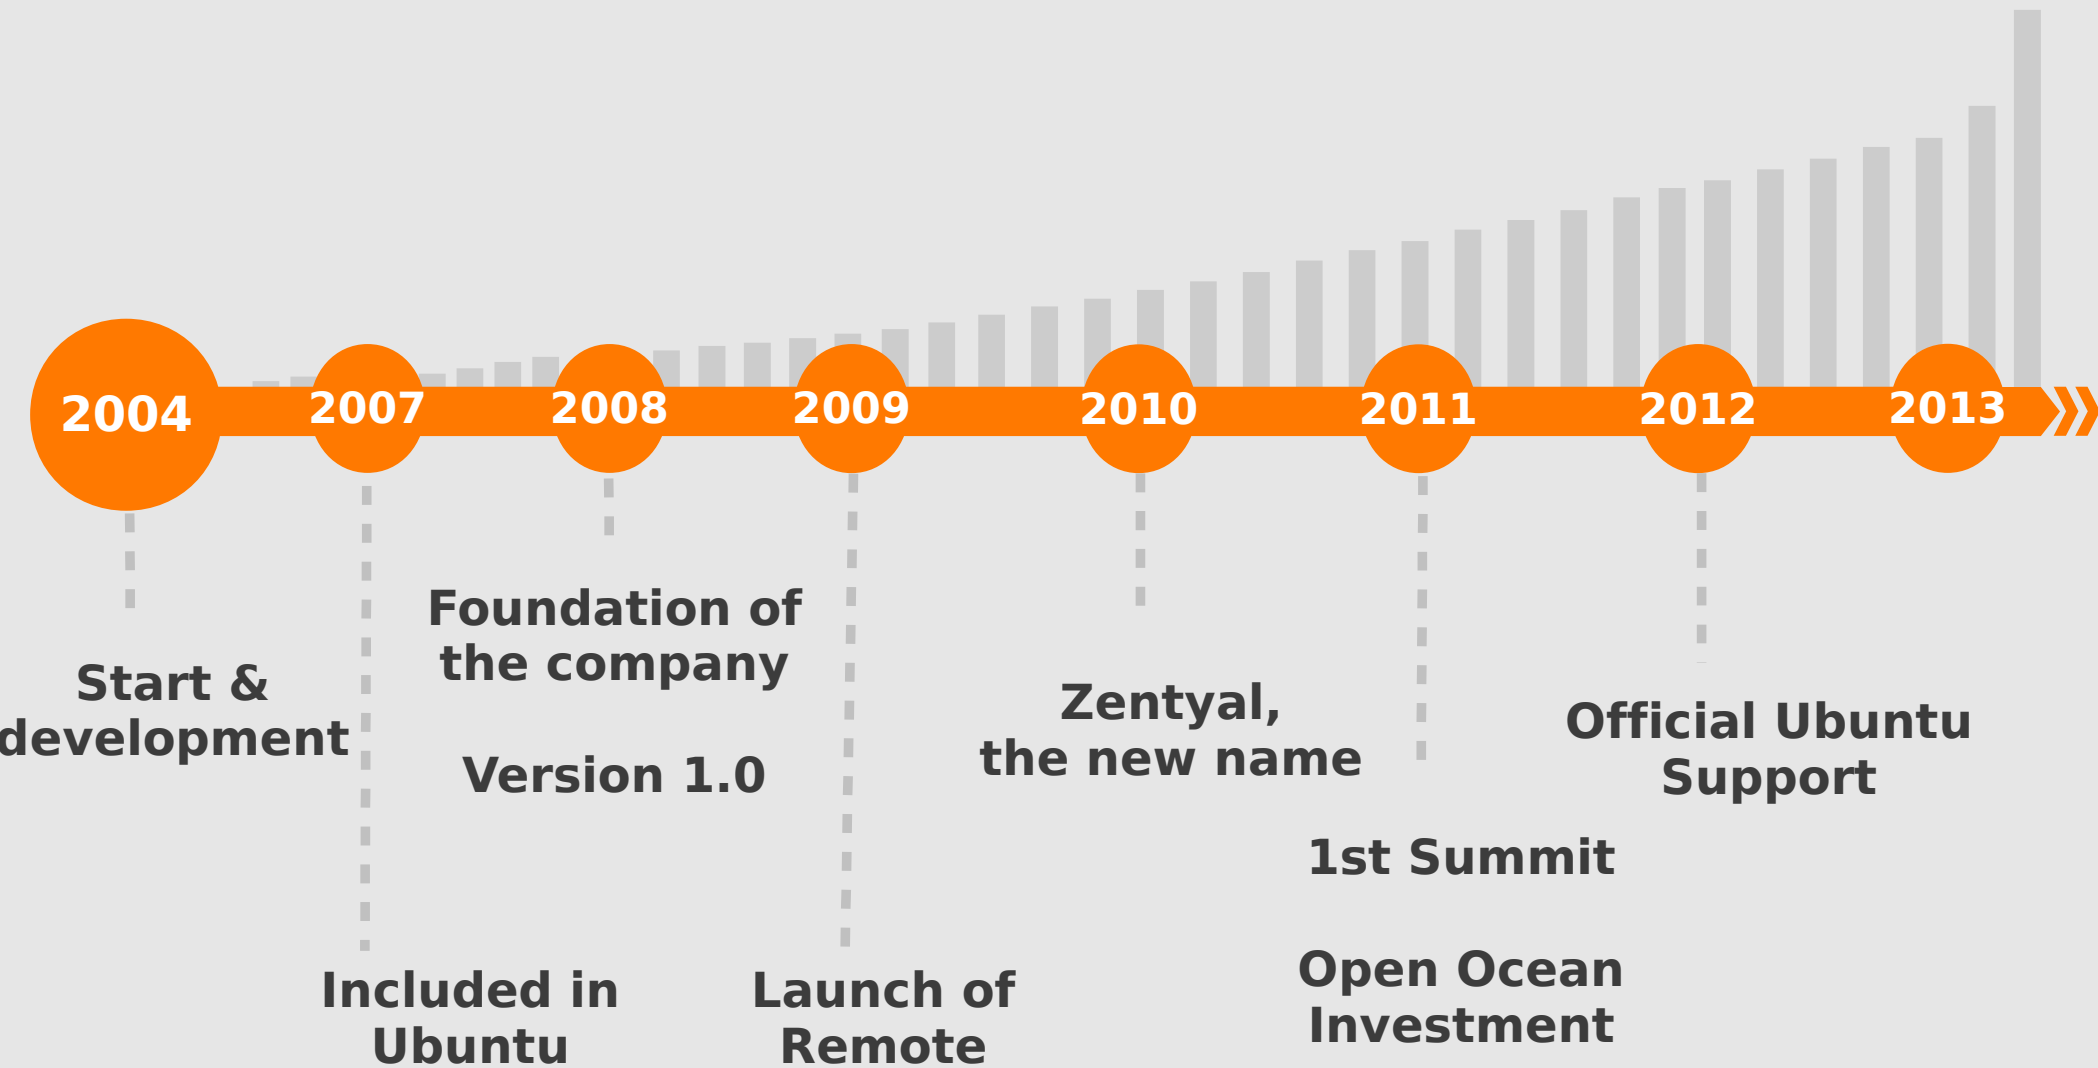 2004
2007
2008
2009
2010
2011
2012
2013
Start &
development
Included in
Ubuntu
Foundation of
the company
Version 1.0
Launch of
Remote
Zentyal,
the new name
1st Summit
Open Ocean
Investment
Official Ubuntu
Support